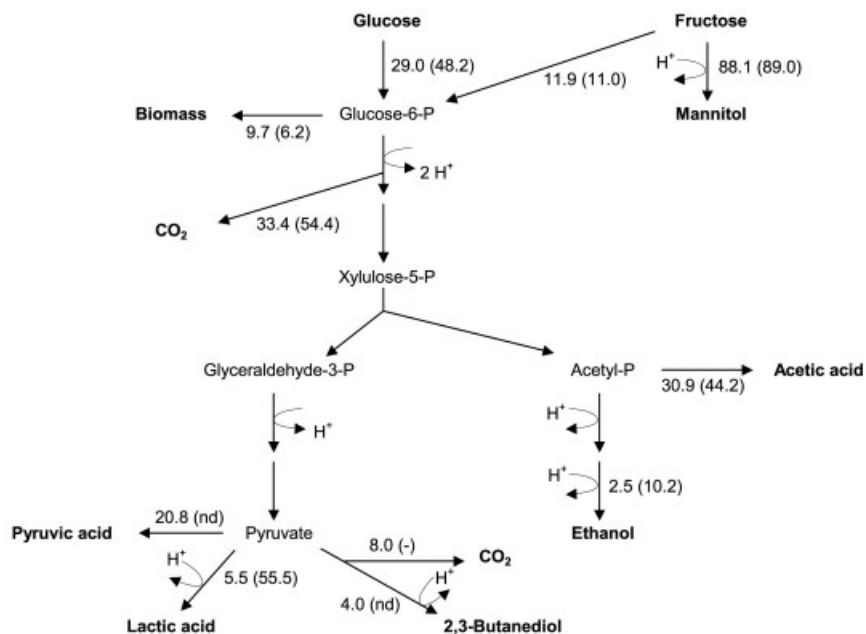 Glucose
Fructose
29.0 (48.2)
H+
88.1 (89.0)
11.9 (11.0)
Biomass
Glucose-6-P
Mannitol
9.7 (6.2)
2 H+
CO2
33.4 (54.4)
Xylulose-5-P
Glyceraldehyde-3-P
Acetyl-P
Acetic acid
30.9 (44.2)
H+
H+
H+
2.5 (10.2)
20.8 (nd)
Pyruvic acid
Pyruvate
Ethanol
8.0 (-)
CO2
H+
5.5 (55.5)
H+
4.0 (nd)
Lactic acid
2,3-Butanediol